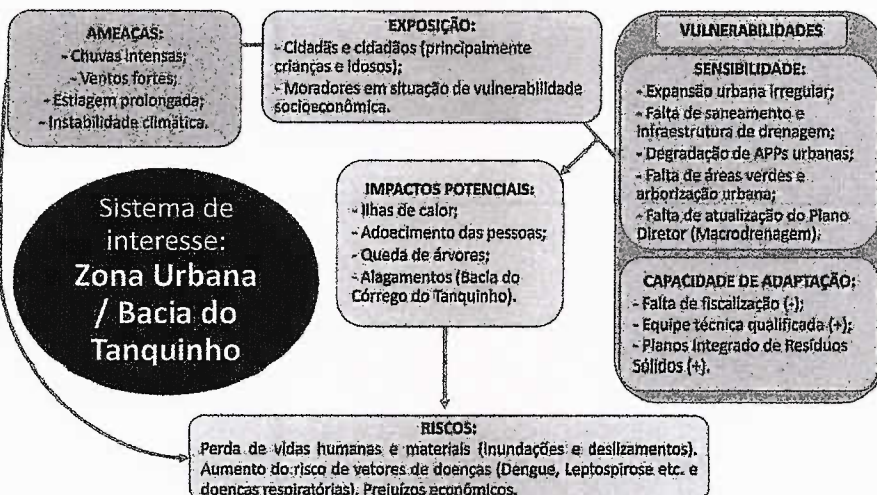 AMEAÇAS:
- Chuvas intensas;
- Ventos fortes;
- Estiagem prolongada;
- Instabilidade climática.
EXPOSIÇÃO:
- Cidadãs e cidadãos (principalmente
crianças e idosos);
- Moradores em situação de vulnerabilidade
socioeconômica.
VULNERABILIDADES
SENSIBILIDADE:
- Expansão urbana irregular;
- Falta de saneamento e
infraestrutura de drenagem;
- Degradação de APPs urbanas;
- Falta de áreas verdes e
arborização urbana;
- Falta de atualização do Plano
Diretor (Macrodrenagem).
IMPACTOS POTENCIAIS:
- Ilhas de calor;
- Adoecimento das pessoas;
- Queda de árvores;
- Alagamentos (Bacia do
Córrego do Tanquinho).
Sistema de
interesse:
Zona Urbana
/ Bacia do
Tanquinho
CAPACIDADE DE ADAPTAÇÃO:
- Falta de fiscalização (-);
- Equipe técnica qualificada (+);
- Planos Integrado de Resíduos
Sólidos (+).
RISCOS:
Perda de vidas humanas e materiais (inundações e deslizamentos).
Aumento do risco de vetores de doenças (Dengue, Leptospirose etc. e
doenças respiratórias). Prejuízos econômicos.